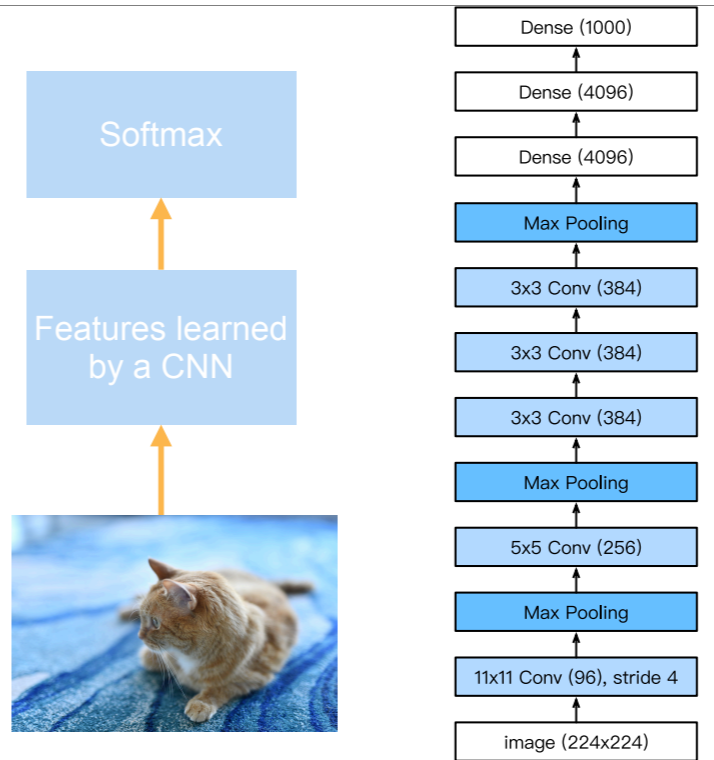 Softmax
Features learned
by a CNN
Dense (1000)
Dense (4096)
Dense (4096)
Max Pooling
3x3 Conv (384)
3x3 Conv (384)
3x3 Conv (384)
Max Pooling
5x5 Conv (256)
Max Pooling
11x11 Conv (96), stride 4
image (224x224)